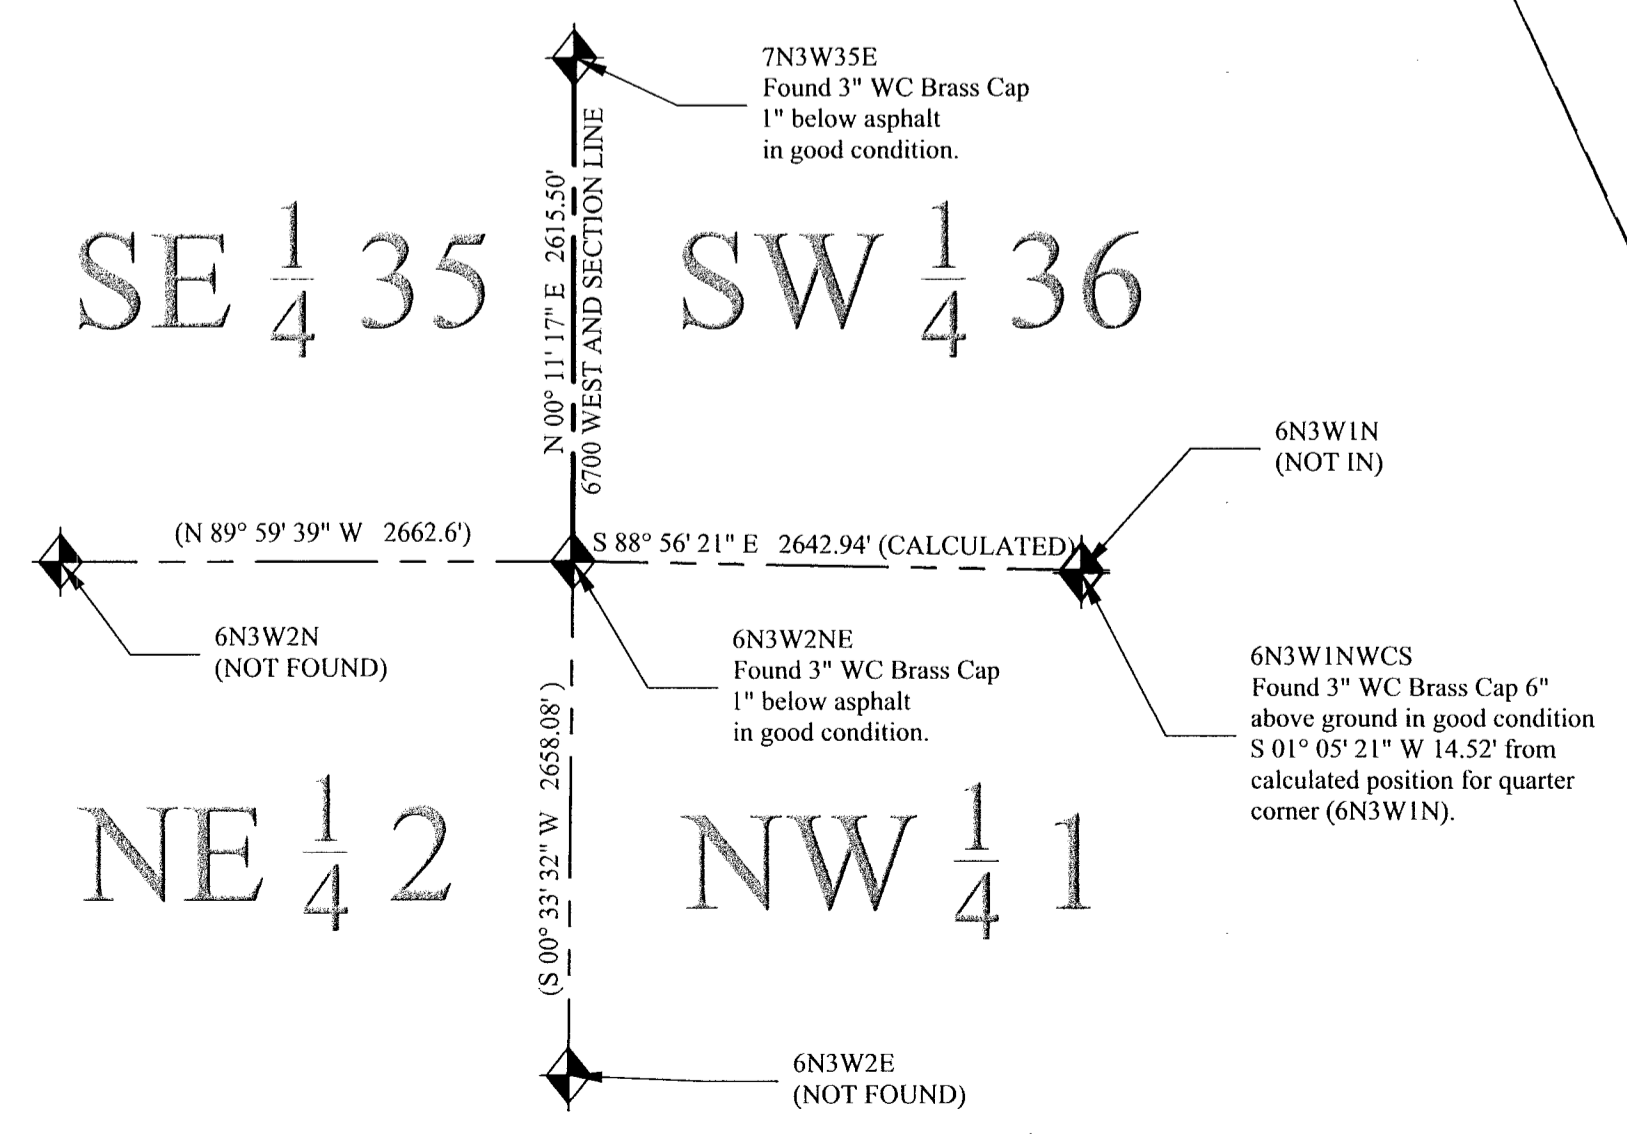 7N3W35E
Found 3" WC Brass Cap
1" below asphalt
in good condition.
SE 1/4 35
N 00° 11' 17" E 2615.50'
6700 WEST AND SECTION LINE
SW 1/4 36
6N3W1N
(NOT IN)
(N 89° 59' 39" W 2662.6')
S 88° 56' 21" E 2642.94' (CALCULATED)
6N3W2N
(NOT FOUND)
6N3W2NE
Found 3" WC Brass Cap
1" below asphalt
in good condition.
6N3W1NWCS
Found 3" WC Brass Cap 6"
above ground in good condition
S 01° 05' 21" W 14.52' from
calculated position for quarter
corner (6N3W1N).
NE 1/4 2
(S 00° 33' 32" W 2658.08')
NW 1/4 1
6N3W2E
(NOT FOUND)